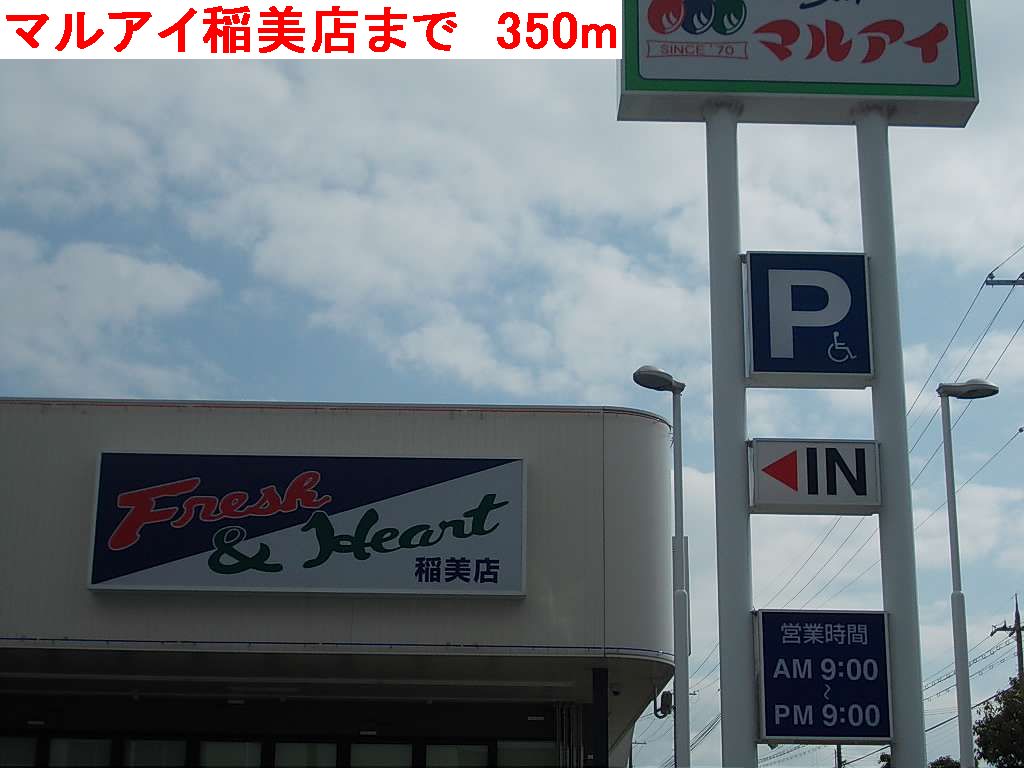 マルアイ稲美店まで 350m
SINCE '70
マルアイ
P
IN
Fresh
& Heart
稲美店
営業時間
AM 9:00
~
PM 9:00